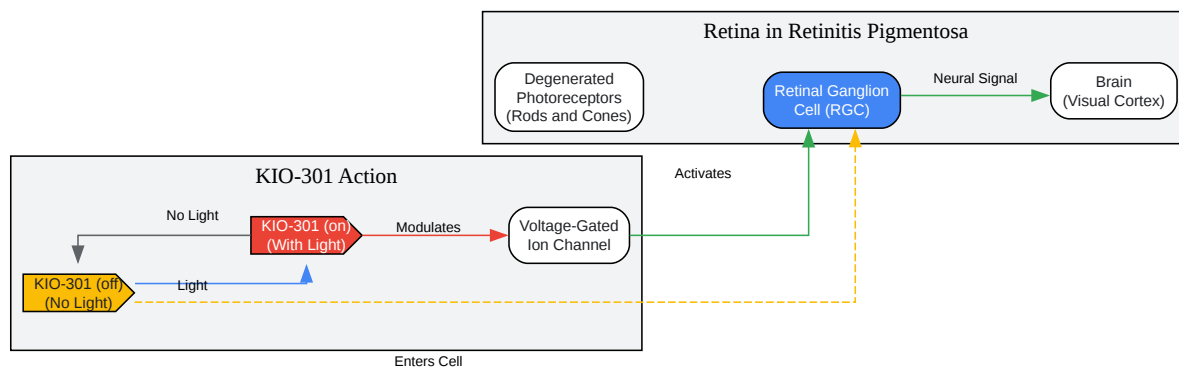 Retina in Retinitis Pigmentosa
Degenerated
Photoreceptors
(Rods and Cones)
Retinal Ganglion
Cell (RGC)
Neural Signal
Brain
(Visual Cortex)
KIO-301 Action
Activates
No Light
KIO-301 (on)
(With Light)
Modulates
Voltage-Gated
Ion Channel
KIO-301 (off)
(No Light)
Light
Enters Cell